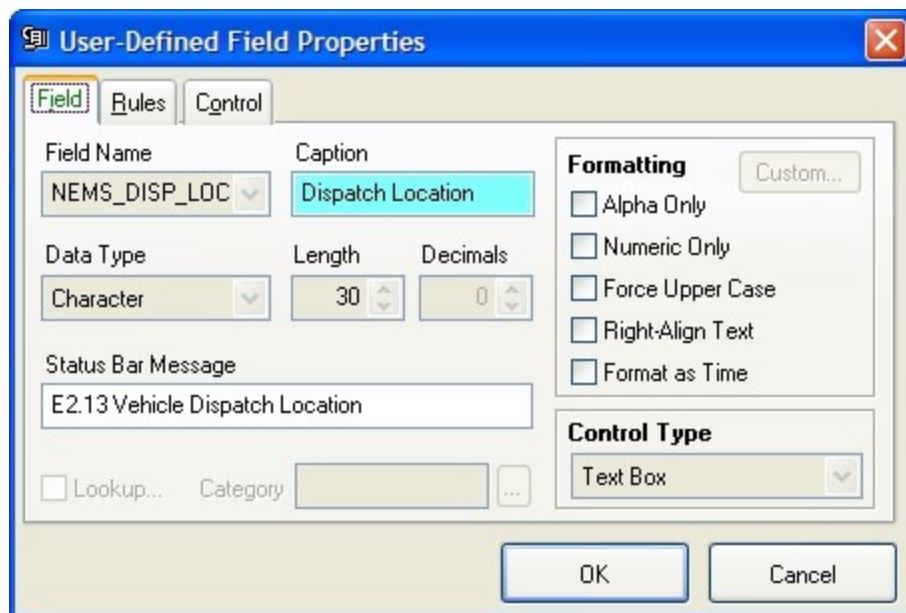 User-Defined Field Properties
Field Rules Control
Field Name Caption
NEMS_DISP_LOC Dispatch Location
Data Type Length Decimals
Character 30 0
Status Bar Message
E2.13 Vehicle Dispatch Location
Lookup... Category ...
Formatting Custom...
Alpha Only
Numeric Only
Force Upper Case
Right-Align Text
Format as Time
Control Type
Text Box
OK Cancel